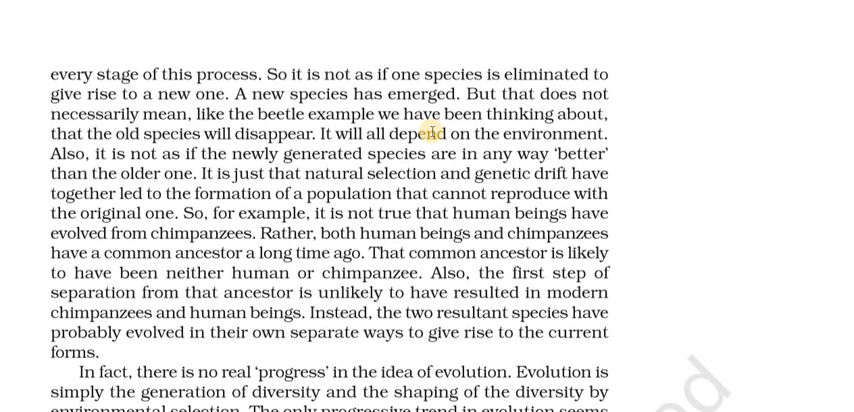 every stage of this process. So it is not as if one species is eliminated to
give rise to a new one. A new species has emerged. But that does not
necessarily mean, like the beetle example we have been thinking about,
that the old species will disappear. It will all depend on the environment.
Also, it is not as if the newly generated species are in any way ‘better’
than the older one. It is just that natural selection and genetic drift have
together led to the formation of a population that cannot reproduce with
the original one. So, for example, it is not true that human beings have
evolved from chimpanzees. Rather, both human beings and chimpanzees
have a common ancestor a long time ago. That common ancestor is likely
to have been neither human or chimpanzee. Also, the first step of
separation from that ancestor is unlikely to have resulted in modern
chimpanzees and human beings. Instead, the two resultant species have
probably evolved in their own separate ways to give rise to the current
forms.
In fact, there is no real ‘progress’ in the idea of evolution. Evolution is
simply the generation of diversity and the shaping of the diversity by
environmental selection. The only progressive trend in evolution seems